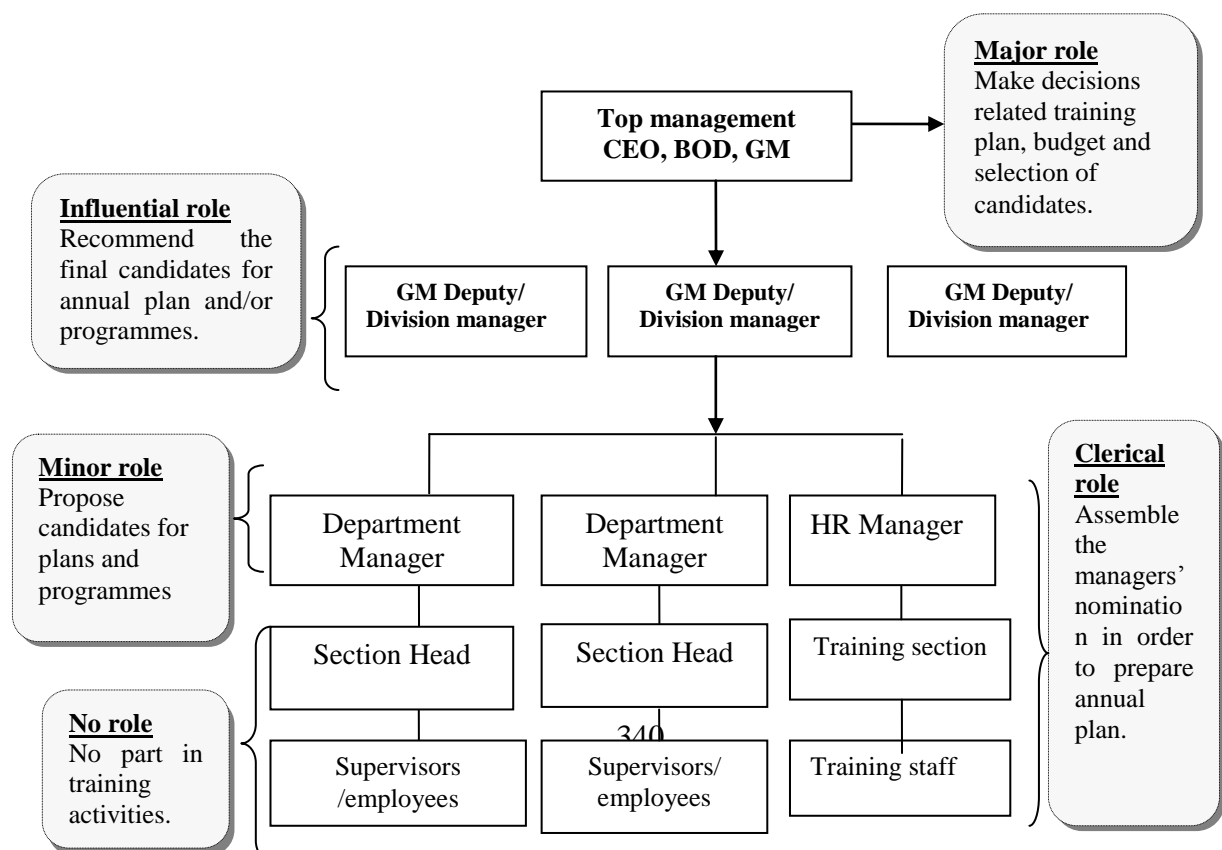 Major role
Make decisions
related training
plan, budget and
selection of
candidates.
Top management
CEO, BOD, GM
Influential role
Recommend the
final candidates for
annual plan and/or
programmes.
GM Deputy/
Division manager
GM Deputy/
Division manager
GM Deputy/
Division manager
Minor role
Propose
candidates for
plans and
programmes
Department
Manager
Department
Manager
HR Manager
Clerical
role
Assemble
the
managers'
nominatio
n in order
to prepare
annual
plan.
Section Head
Section Head
Training section
No role
No part in
training
activities.
340
Supervisors
/employees
Supervisors/
employees
Training staff